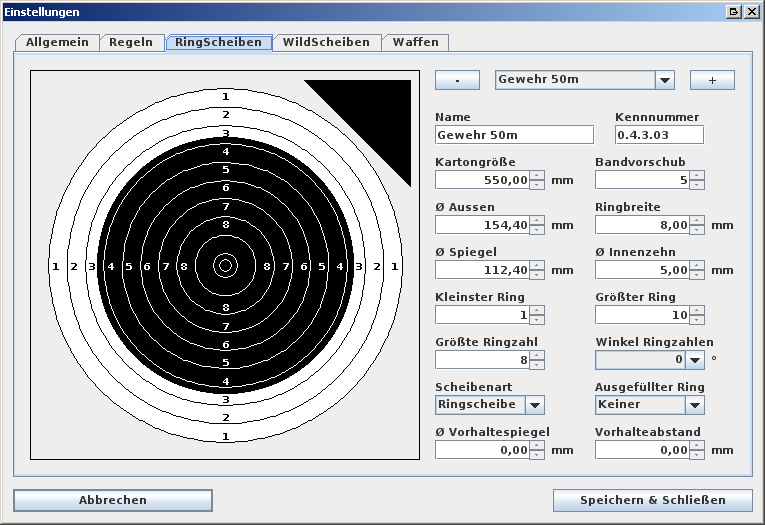 Einstellungen
Allgemein Regeln RingScheiben WildScheiben Waffen
- Gewehr 50m +
Name Kennnummer
Gewehr 50m 0.4.3.03
Kartongröße Bandvorschub
550,00 mm 5
Ø Aussen Ringbreite
154,40 mm 8,00 mm
Ø Spiegel Ø Innenzehn
112,40 mm 5,00 mm
Kleinster Ring Größter Ring
1 10
Größte Ringzahl Winkel Ringzahlen
8 0 °
Scheibenart Ausgefüllter Ring
Ringscheibe Keiner
Ø Vorhaltespiegel Vorhalteabstand
0,00 mm 0,00 mm
1
2
3
4
5
6
7
8
1 2 3 4 5 6 7 8 8 7 6 5 4 3 2 1
8
7
6
5
4
3
2
1
Abbrechen Speichern & Schließen